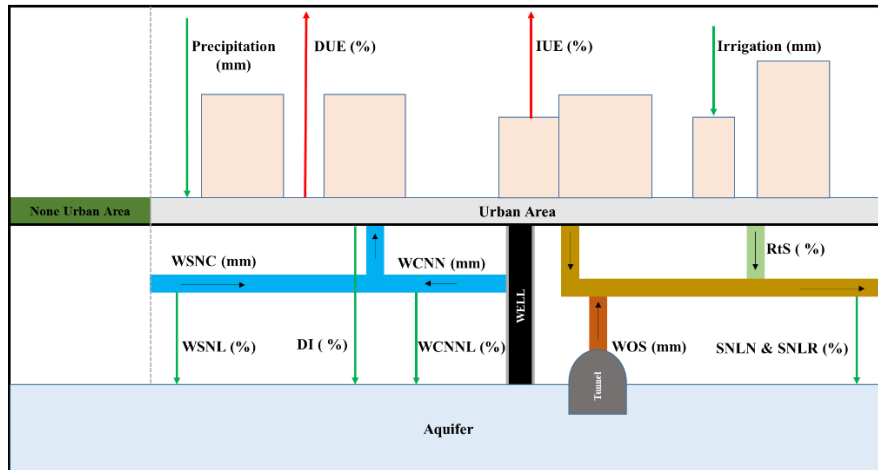 Precipitation
(mm)
DUE (%)
IUE (%)
Irrigation (mm)
None Urban Area
Urban Area
WSNC (mm)
WCNN (mm)
RtS ( %)
WELL
WSNL (%)
DI ( %)
WCNNL (%)
WOS (mm)
SNLN & SNLR (%)
Tunnel
Aquifer